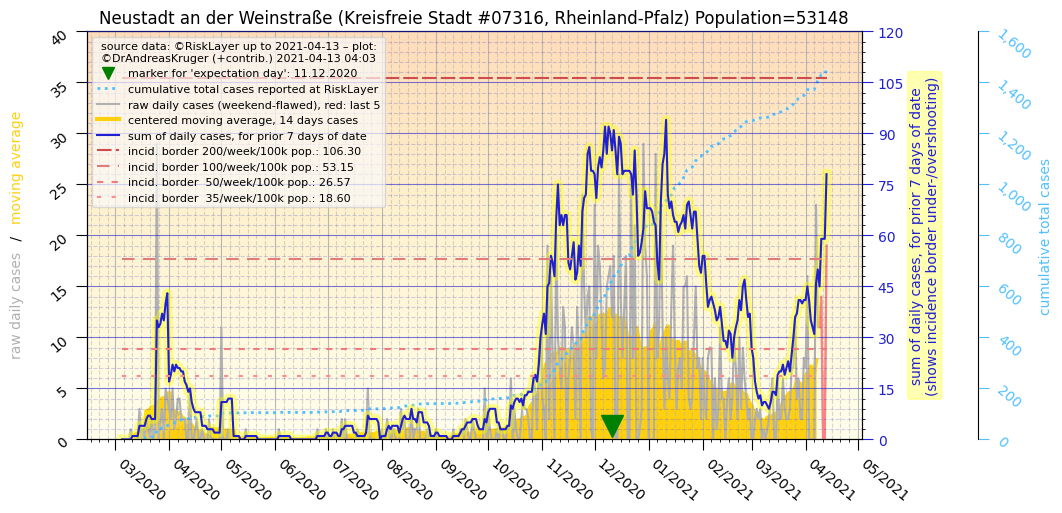 Neustadt an der Weinstraße (Kreisfreie Stadt #07316, Rheinland-Pfalz) Population=53148
source data: ©RiskLayer up to 2021-04-13 – plot:
©DrAndreasKruger (+contrib.) 2021-04-13 04:03
marker for 'expectation day': 11.12.2020
cumulative total cases reported at RiskLayer
raw daily cases (weekend-flawed), red: last 5
centered moving average, 14 days cases
sum of daily cases, for prior 7 days of date
incid. border 200/week/100k pop.: 106.30
incid. border 100/week/100k pop.: 53.15
incid. border  50/week/100k pop.: 26.57
incid. border  35/week/100k pop.: 18.60
raw daily cases / moving average
40
35
30
25
20
15
10
5
0
120
105
90
75
60
45
30
15
0
sum of daily cases, for prior 7 days of date
(shows incidence border under-/overshooting)
1,600
1,400
1,200
1,000
800
600
400
200
0
cumulative total cases
03/2020
04/2020
05/2020
06/2020
07/2020
08/2020
09/2020
10/2020
11/2020
12/2020
01/2021
02/2021
03/2021
04/2021
05/2021